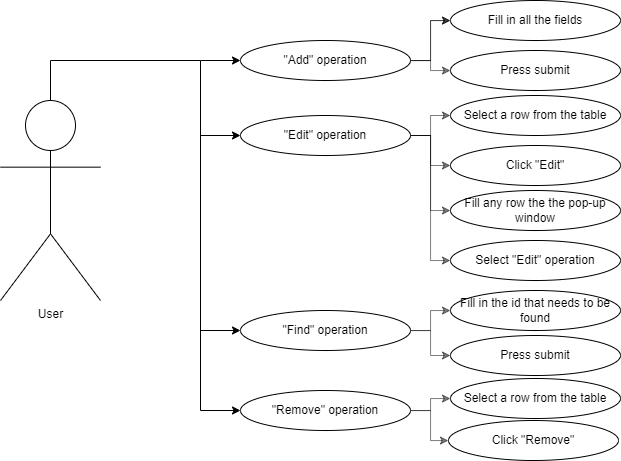 Fill in all the fields
"Add" operation
Press submit
Select a row from the table
"Edit" operation
Click "Edit"
Fill any row the the pop-up
window
Select "Edit" operation
User
Fill in the id that needs to be
found
"Find" operation
Press submit
Select a row from the table
"Remove" operation
Click "Remove"